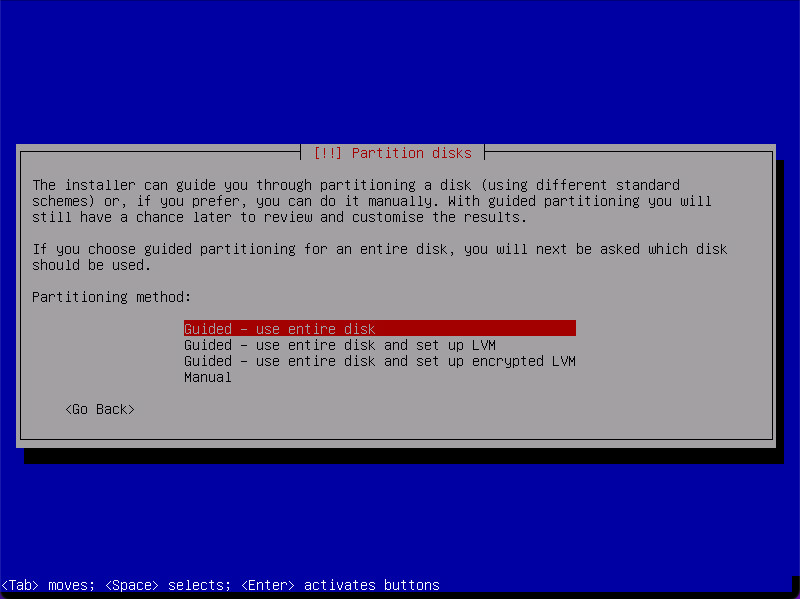 [!!] Partition disks
The installer can guide you through partitioning a disk (using different standard
schemes) or, if you prefer, you can do it manually. With guided partitioning you will
still have a chance later to review and customise the results.
If you choose guided partitioning for an entire disk, you will next be asked which disk
should be used.
Partitioning method:
Guided - use entire disk
Guided - use entire disk and set up LVM
Guided - use entire disk and set up encrypted LVM
Manual
<Go Back>
<Tab> moves; <Space> selects; <Enter> activates buttons